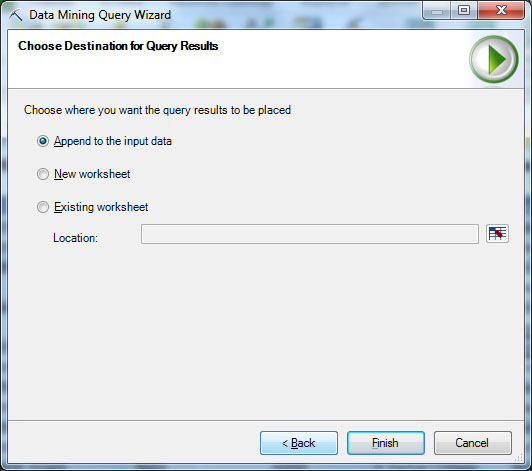 Data Mining Query Wizard
Choose Destination for Query Results
Choose where you want the query results to be placed
Append to the input data
New worksheet
Existing worksheet
Location:
< Back
Finish
Cancel